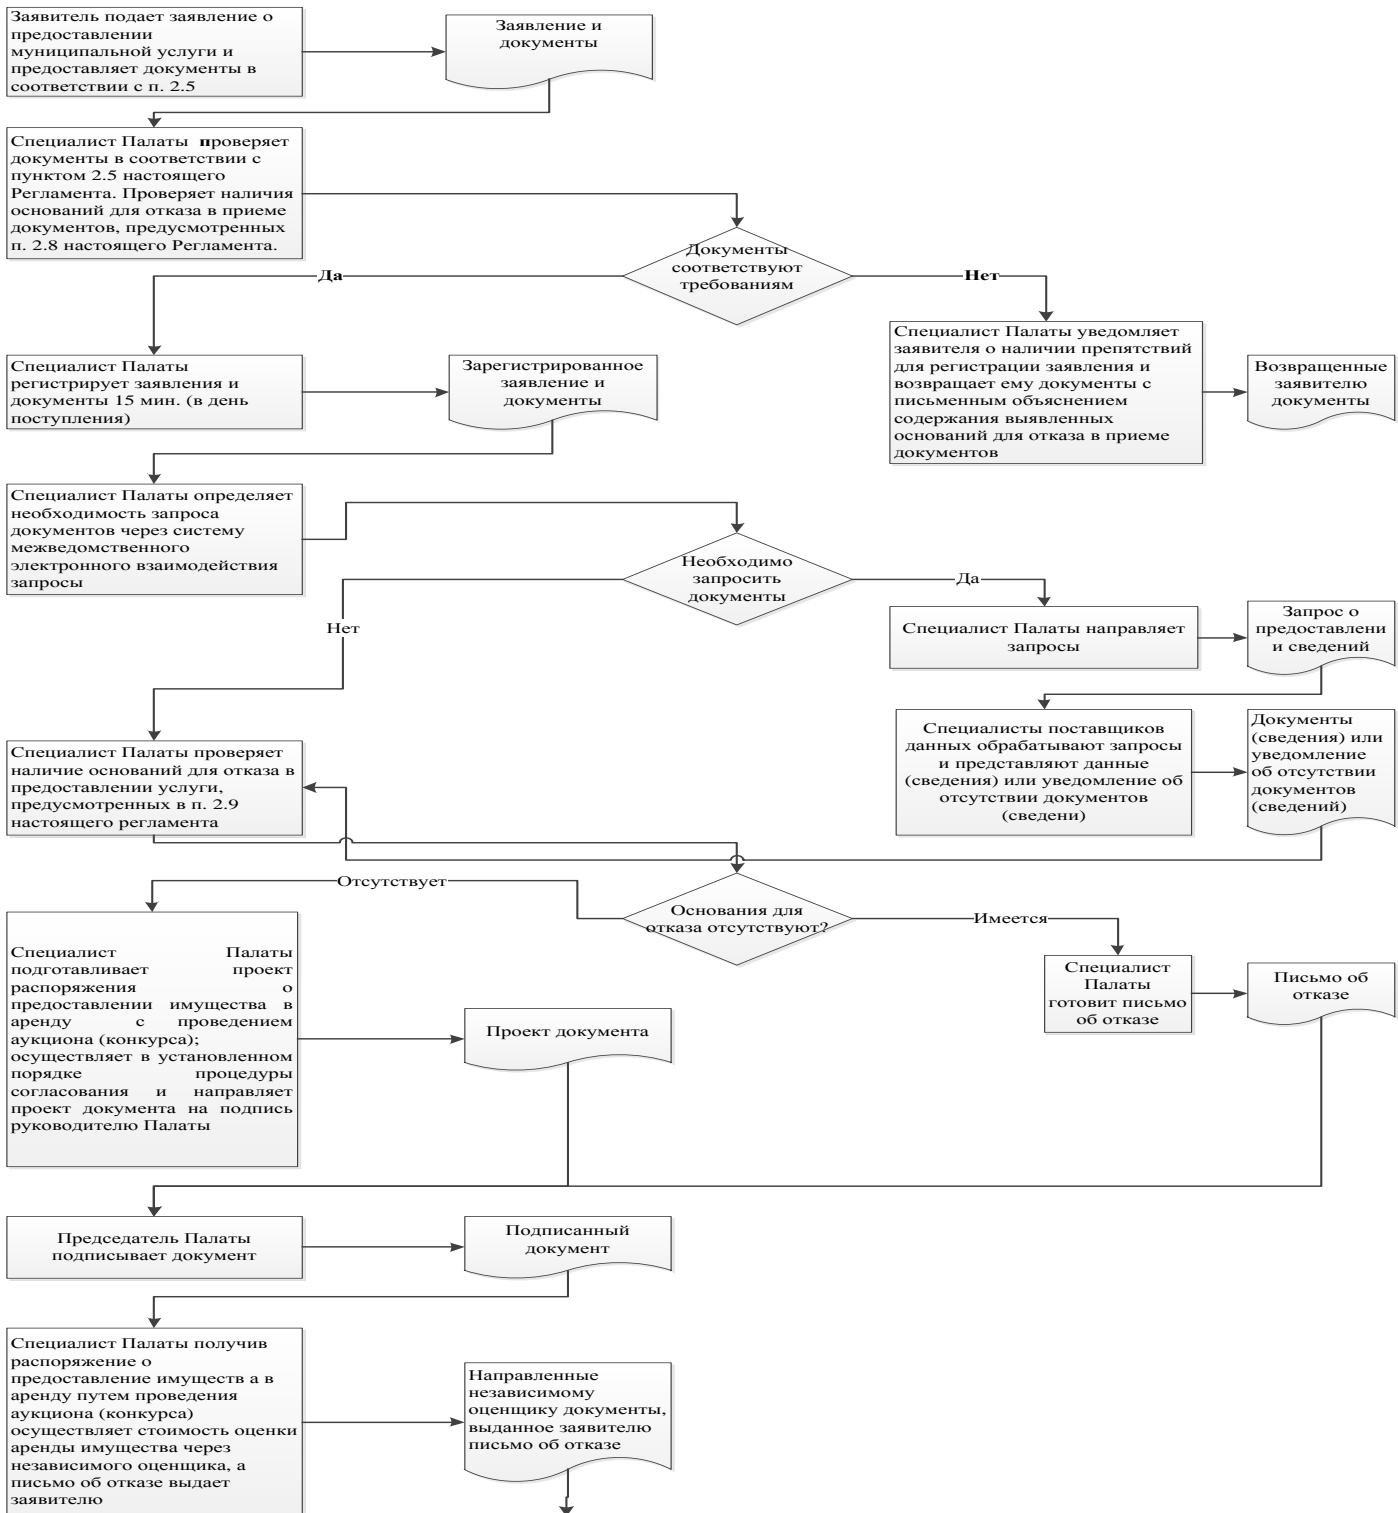 Заявитель подает заявление о
предоставлении
муниципальной услуги и
предоставляет документы в
соответствии с п. 2.5
Заявление и
документы
Специалист Палаты проверяет
документы в соответствии с
пунктом 2.5 настоящего
Регламента. Проверяет наличия
оснований для отказа в приеме
документов, предусмотренных
п. 2.8 настоящего Регламента.
Документы
соответствуют
требованиям
Да
Нет
Специалист Палаты
регистрирует заявления и
документы 15 мин. (в день
поступления)
Зарегистрированное
заявление и
документы
Специалист Палаты уведомляет
заявителя о наличии препятствий
для регистрации заявления и
возвращает ему документы с
письменным объяснением
содержания выявленных
оснований для отказа в приеме
документов
Возвращенные
заявителю
документы
Специалист Палаты определяет
необходимость запроса
документов через систему
межведомственного
электронного взаимодействия
запросы
Необходимо
запросить
документы
Да
Нет
Специалист Палаты направляет
запросы
Запрос о
предоставлени
и сведений
Специалисты поставщиков
данных обрабатывают запросы
и представляют данные
(сведения) или уведомление об
отсутствии документов
(сведени)
Документы
(сведения) или
уведомление
об отсутствии
документов
(сведений)
Специалист Палаты проверяет
наличие оснований для отказа в
предоставлении услуги,
предусмотренных в п. 2.9
настоящего регламента
Отсутствует
Основания для
отказа отсутствуют?
Имеется
Специалист Палаты
подготавливает проект
распоряжения о
предоставлении имущества в
аренду с проведением
аукциона (конкурса);
осуществляет в установленном
порядке процедуры
согласования и направляет
проект документа на подпись
руководителю Палаты
Проект документа
Специалист
Палаты
готовит письмо
об отказе
Письмо об
отказе
Председатель Палаты
подписывает документ
Подписанный
документ
Специалист Палаты получив
распоряжение о
предоставление имуществ а в
аренду путем проведения
аукциона (конкурса)
осуществляет стоимость оценки
аренды имущества через
независимого оценщика, а
письмо об отказе выдает
заявителю
Направленные
независимому
оценщику документы,
выданное заявителю
письмо об отказе